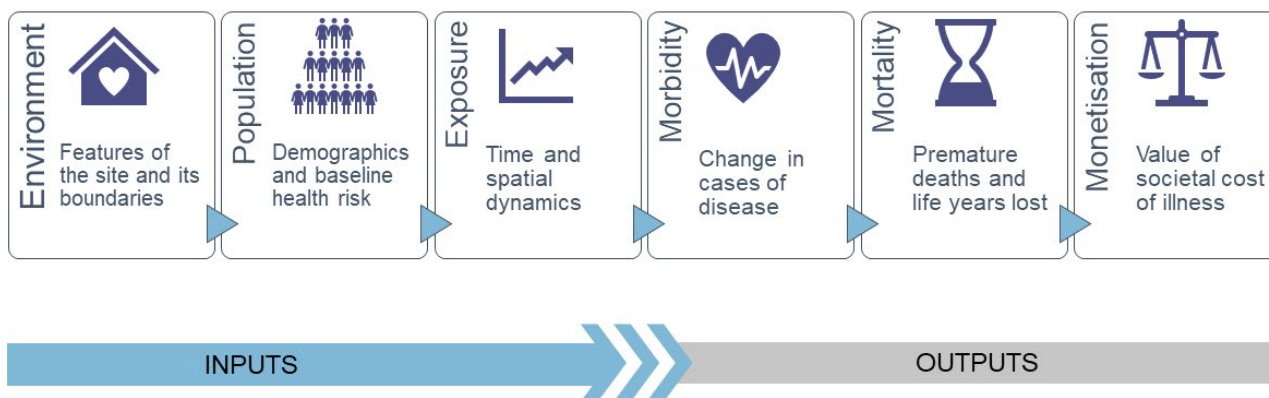 Environment
Features of
the site and its
boundaries
Population
Demographics
and baseline
health risk
Exposure
Time and
spatial
dynamics
Morbidity
Change in
cases of
disease
Mortality
Premature
deaths and
life years lost
Monetisation
Value of
societal cost
of illness
INPUTS
OUTPUTS